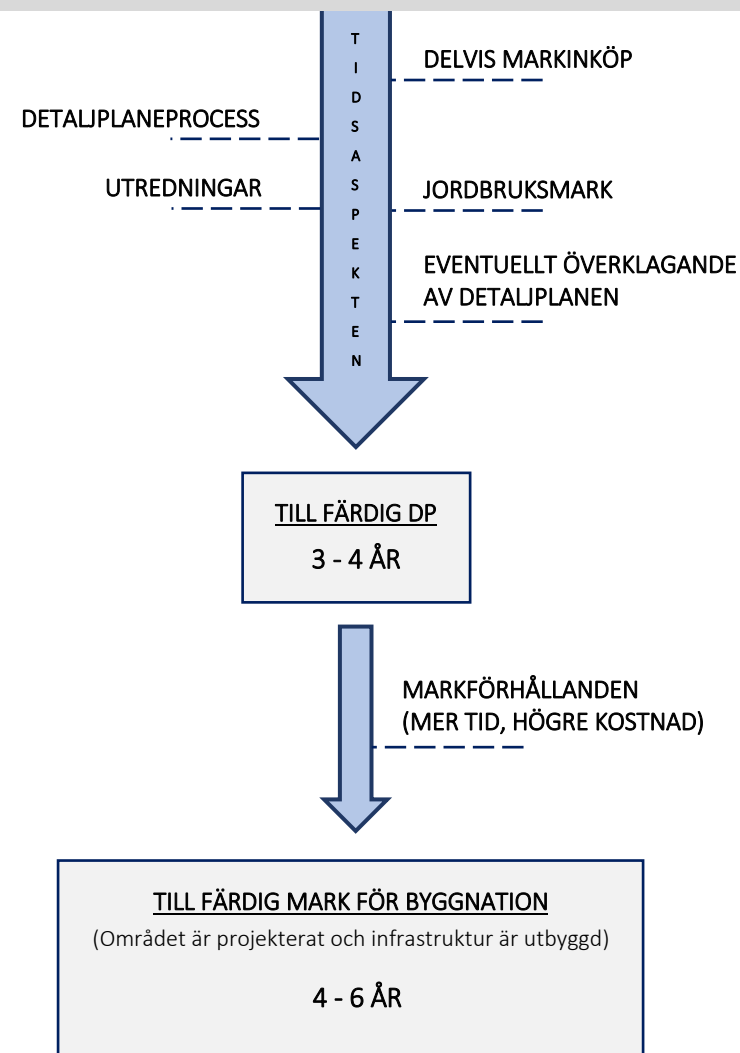 T
I
D
S
A
S
P
E
K
T
E
N
DELVIS MARKINKÖP
DETALJPLANEPROCESS
UTREDNINGAR
JORDBRUKSMARK
EVENTUELLT ÖVERKLAGANDE
AV DETALJPLANEN
TILL FÄRDIG DP
3 - 4 ÅR
MARKFÖRHÅLLANDEN
(MER TID, HÖGRE KOSTNAD)
TILL FÄRDIG MARK FÖR BYGGNATION
(Området är projekterat och infrastruktur är utbyggd)
4 - 6 ÅR